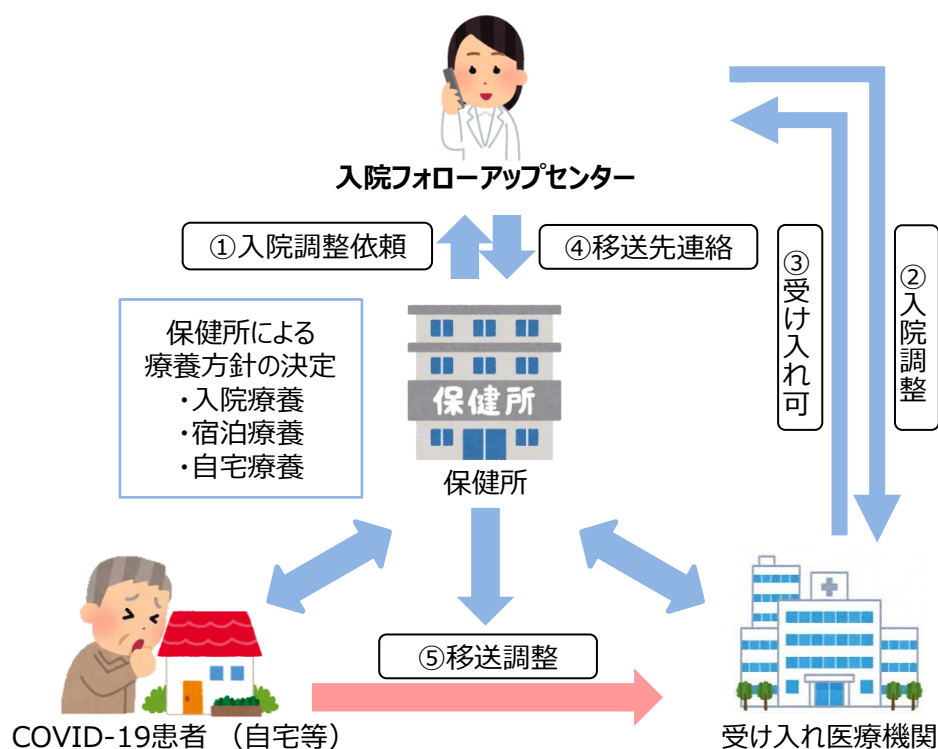 入院フォローアップセンター
①入院調整依頼
④移送先連絡
③受け入れ可
②入院調整
保健所による
療養方針の決定
・入院療養
・宿泊療養
・自宅療養
保健所
保健所
⑤移送調整
COVID-19患者 （自宅等）
受け入れ医療機関